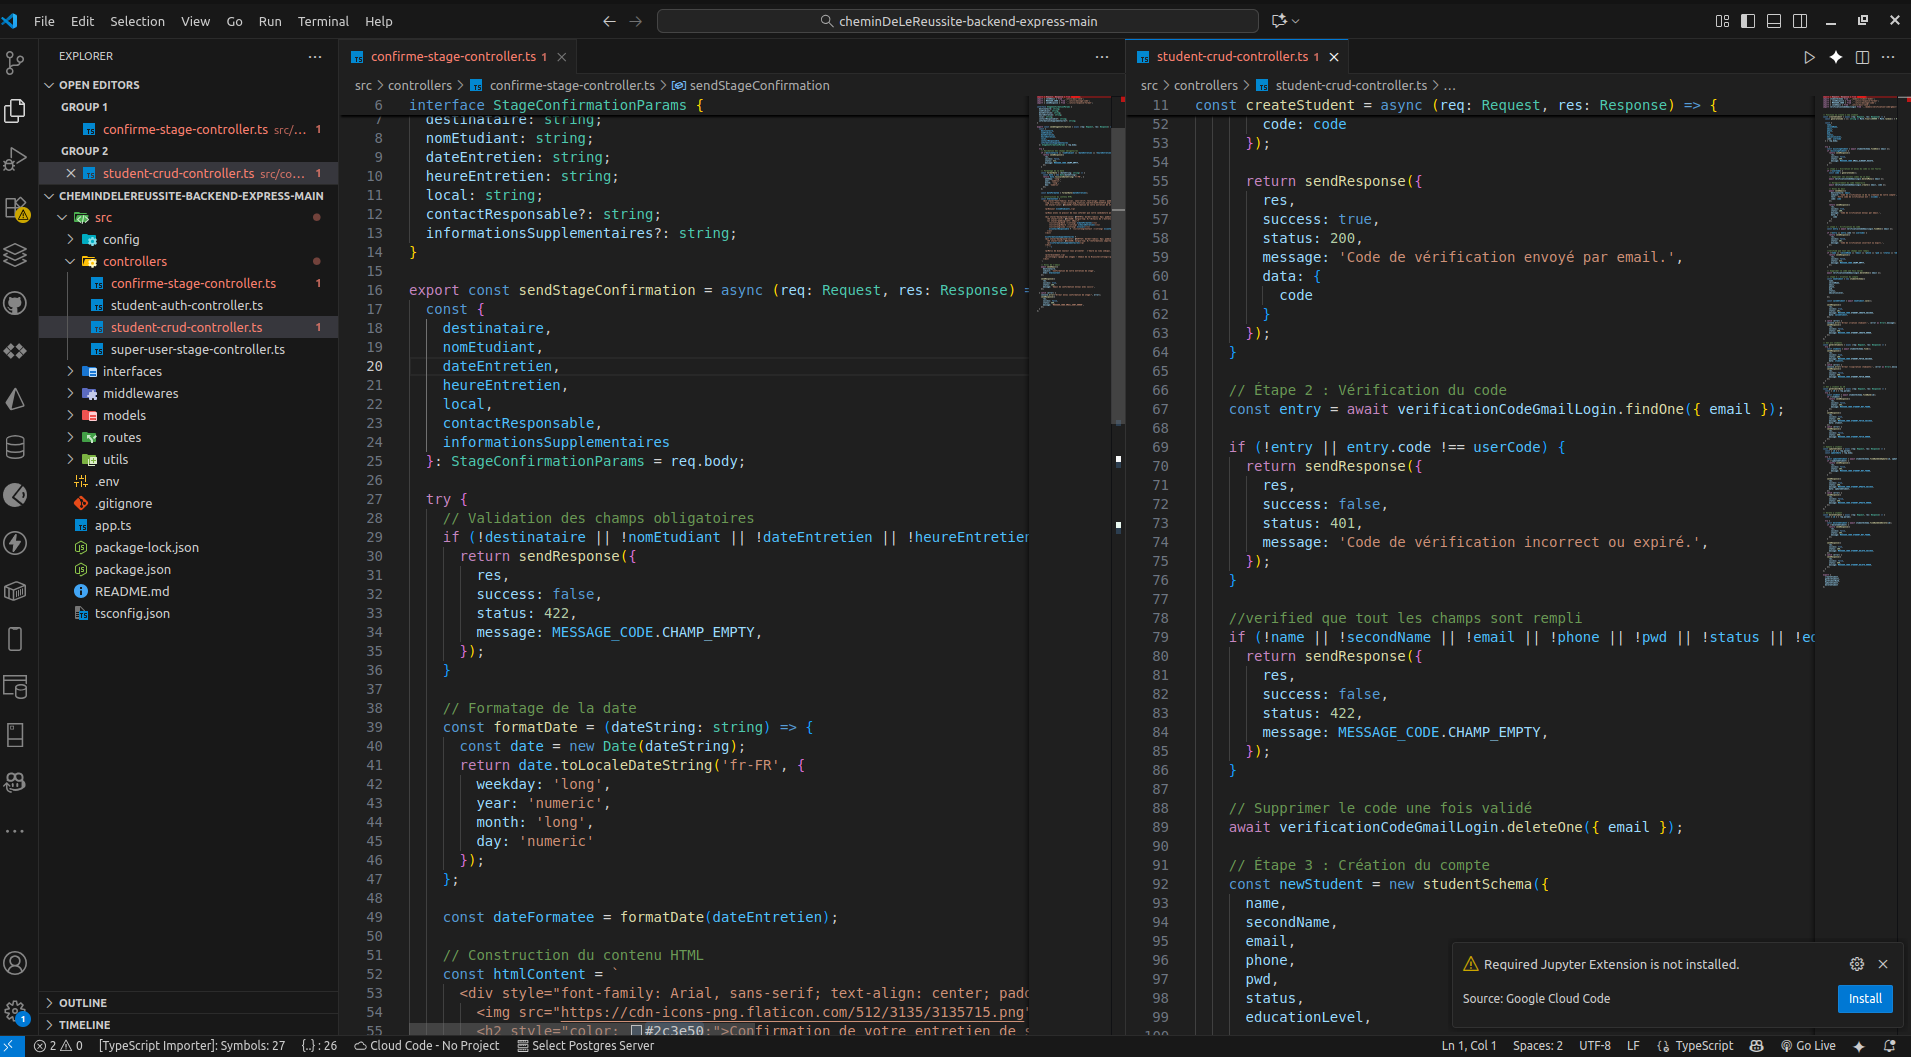 File Edit Selection View Go Run Terminal Help
cheminDeLeReussite-backend-express-main
EXPLORER
OPEN EDITORS
GROUP 1
confirme-stage-controller.ts src/... 1
GROUP 2
student-crud-controller.ts src/co... 1
CHEMINDELEREUSSITE-BACKEND-EXPRESS-MAIN
src
config
controllers
confirme-stage-controller.ts 1
student-auth-controller.ts
student-crud-controller.ts 1
super-user-stage-controller.ts
interfaces
middlewares
models
routes
utils
.env
.gitignore
app.ts
package-lock.json
package.json
README.md
tsconfig.json
OUTLINE
TIMELINE
confirme-stage-controller.ts 1
src > controllers > confirme-stage-controller.ts > sendStageConfirmation
6 interface StageConfirmationParams {
7 destinataire: string;
8 nomEtudiant: string;
9 dateEntretien: string;
10 heureEntretien: string;
11 local: string;
12 contactResponsable?: string;
13 informationsSupplementaires?: string;
14 }
15
16 export const sendStageConfirmation = async (req: Request, res: Response) =
17 const {
18 destinataire,
19 nomEtudiant,
20 dateEntretien,
21 heureEntretien,
22 local,
23 contactResponsable,
24 informationsSupplementaires
25 }: StageConfirmationParams = req.body;
26
27 try {
28 // Validation des champs obligatoires
29 if (!destinataire || !nomEtudiant || !dateEntretien || !heureEntretien
30 return sendResponse({
31 res,
32 success: false,
33 status: 422,
34 message: MESSAGE_CODE.CHAMP_EMPTY,
35 });
36 }
37
38 // Formatage de la date
39 const formatDate = (dateString: string) => {
40 const date = new Date(dateString);
41 return date.toLocaleDateString('fr-FR', {
42 weekday: 'long',
43 year: 'numeric',
44 month: 'long',
45 day: 'numeric'
46 });
47 };
48
49 const dateFormatee = formatDate(dateEntretien);
50
51 // Construction du contenu HTML
52 const htmlContent = `
53 <div style="font-family: Arial, sans-serif; text-align: center; padd
54 <img src="https://cdn-icons-png.flaticon.com/512/3135/3135715.png"
55 <h2 style="color: #2c3e50;">Confirmation de votre entretien de s
student-crud-controller.ts 1
src > controllers > student-crud-controller.ts > ...
11 const createStudent = async (req: Request, res: Response) => {
52 code: code
53 });
54
55 return sendResponse({
56 res,
57 success: true,
58 status: 200,
59 message: 'Code de vérification envoyé par email.',
60 data: {
61 code
62 }
63 });
64 }
65
66 // Étape 2 : Vérification du code
67 const entry = await verificationCodeGmailLogin.findOne({ email });
68
69 if (!entry || entry.code !== userCode) {
70 return sendResponse({
71 res,
72 success: false,
73 status: 401,
74 message: 'Code de vérification incorrect ou expiré.',
75 });
76 }
77
78 //verified que tout les champs sont rempli
79 if (!name || !secondName || !email || !phone || !pwd || !status || !ed
80 return sendResponse({
81 res,
82 success: false,
83 status: 422,
84 message: MESSAGE_CODE.CHAMP_EMPTY,
85 });
86 }
87
88 // Supprimer le code une fois validé
89 await verificationCodeGmailLogin.deleteOne({ email });
90
91 // Étape 3 : Création du compte
92 const newStudent = new studentSchema({
93 name,
94 secondName,
95 email,
96 phone,
97 pwd,
98 status,
99 educationLevel,
100
Required Jupyter Extension is not installed.
Source: Google Cloud Code
Install
2 0 [TypeScript Importer]: Symbols: 27 {..} : 26 Cloud Code - No Project Select Postgres Server
Ln 1, Col 1 Spaces: 2 UTF-8 LF TypeScript Go Live